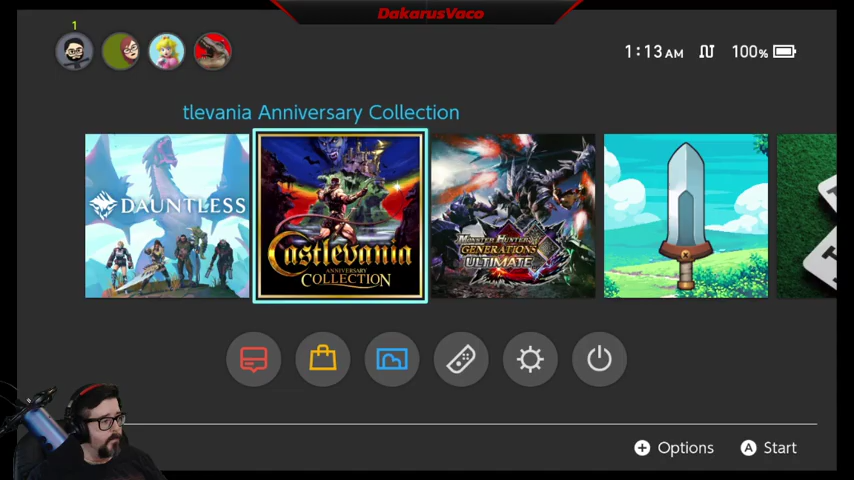 DakarusVaco
1
1:13 AM 100%
tlevania Anniversary Collection
DAUNTLESS
Castlevania
ANNIVERSARY
COLLECTION
MONSTER HUNTER
GENERATIONS
ULTIMATE
+ Options A Start